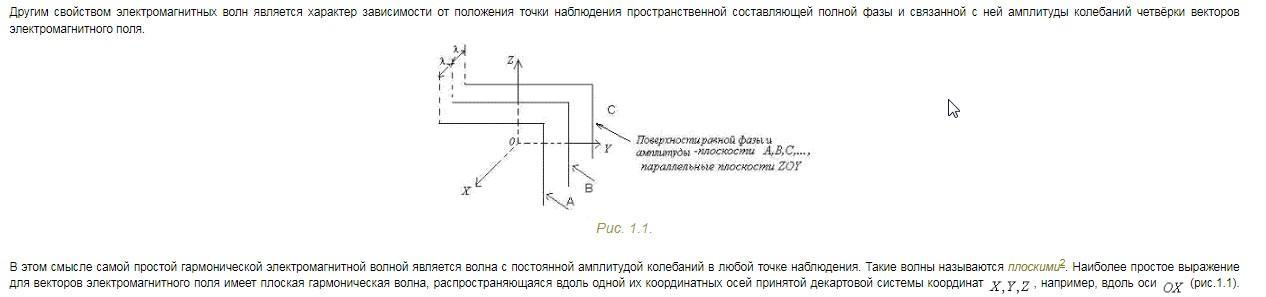 Другим свойством электромагнитных волн является характер зависимости от положения точки наблюдения пространственной составляющей полной фазы и связанной с ней амплитуды колебаний четвёрки векторов
электромагнитного поля.
λ
λ
Z
C
0
Y
Поверхности равной фазы и
амплитуды -плоскости A,B,C,...,
параллельные плоскости ZOY
X
B
A
Рис. 1.1.
В этом смысле самой простой гармонической электромагнитной волной является волна с постоянной амплитудой колебаний в любой точке наблюдения. Такие волны называются плоскими2. Наиболее простое выражение
для векторов электромагнитного поля имеет плоская гармоническая волна, распространяющаяся вдоль одной их координатных осей принятой декартовой системы координат X,Y,Z , например, вдоль оси OX (рис.1.1).